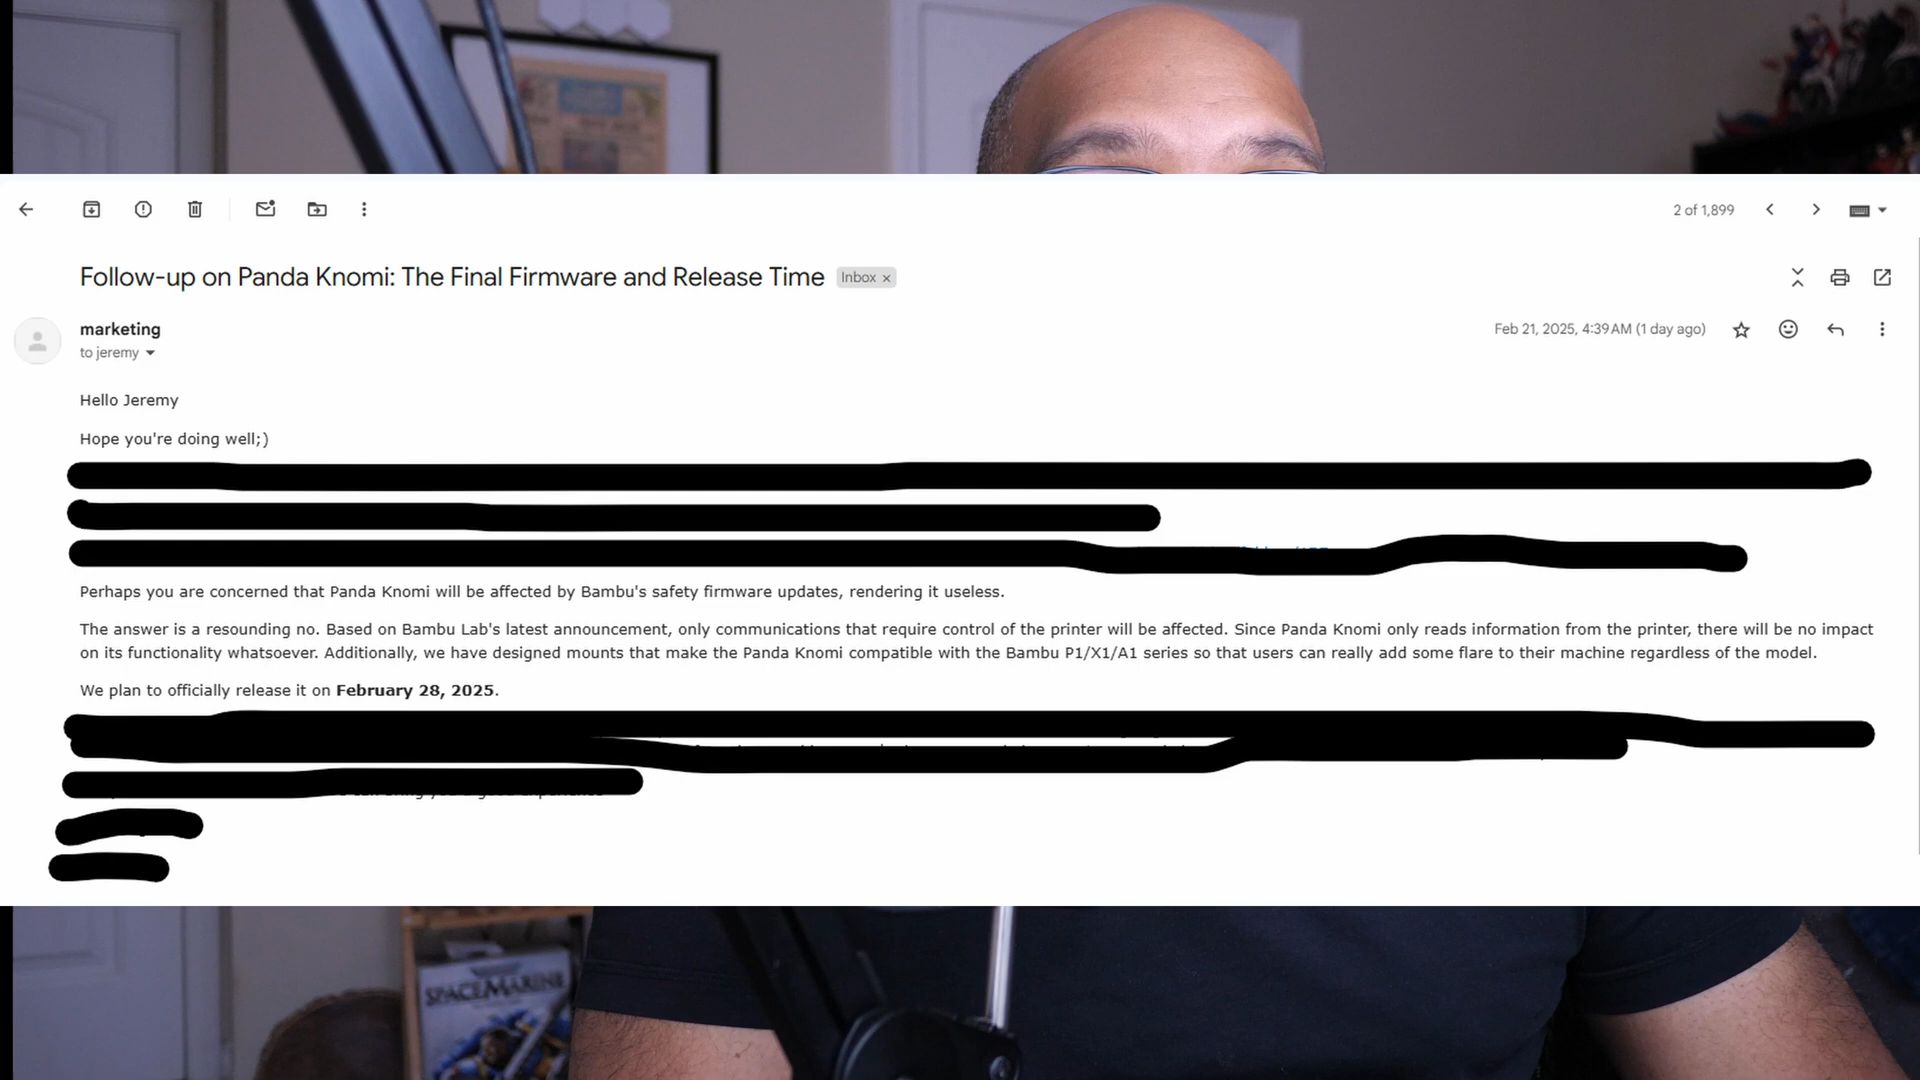 2 of 1,899
Follow-up on Panda Knomi: The Final Firmware and Release Time
Inbox ×
marketing
Feb 21, 2025, 4:39 AM (1 day ago)
to jeremy
Hello Jeremy
Hope you're doing well;)
Perhaps you are concerned that Panda Knomi will be affected by Bambu's safety firmware updates, rendering it useless.
The answer is a resounding no. Based on Bambu Lab's latest announcement, only communications that require control of the printer will be affected. Since Panda Knomi only reads information from the printer, there will be no impact
on its functionality whatsoever. Additionally, we have designed mounts that make the Panda Knomi compatible with the Bambu P1/X1/A1 series so that users can really add some flare to their machine regardless of the model.
We plan to officially release it on February 28, 2025.
SPACE MARINE